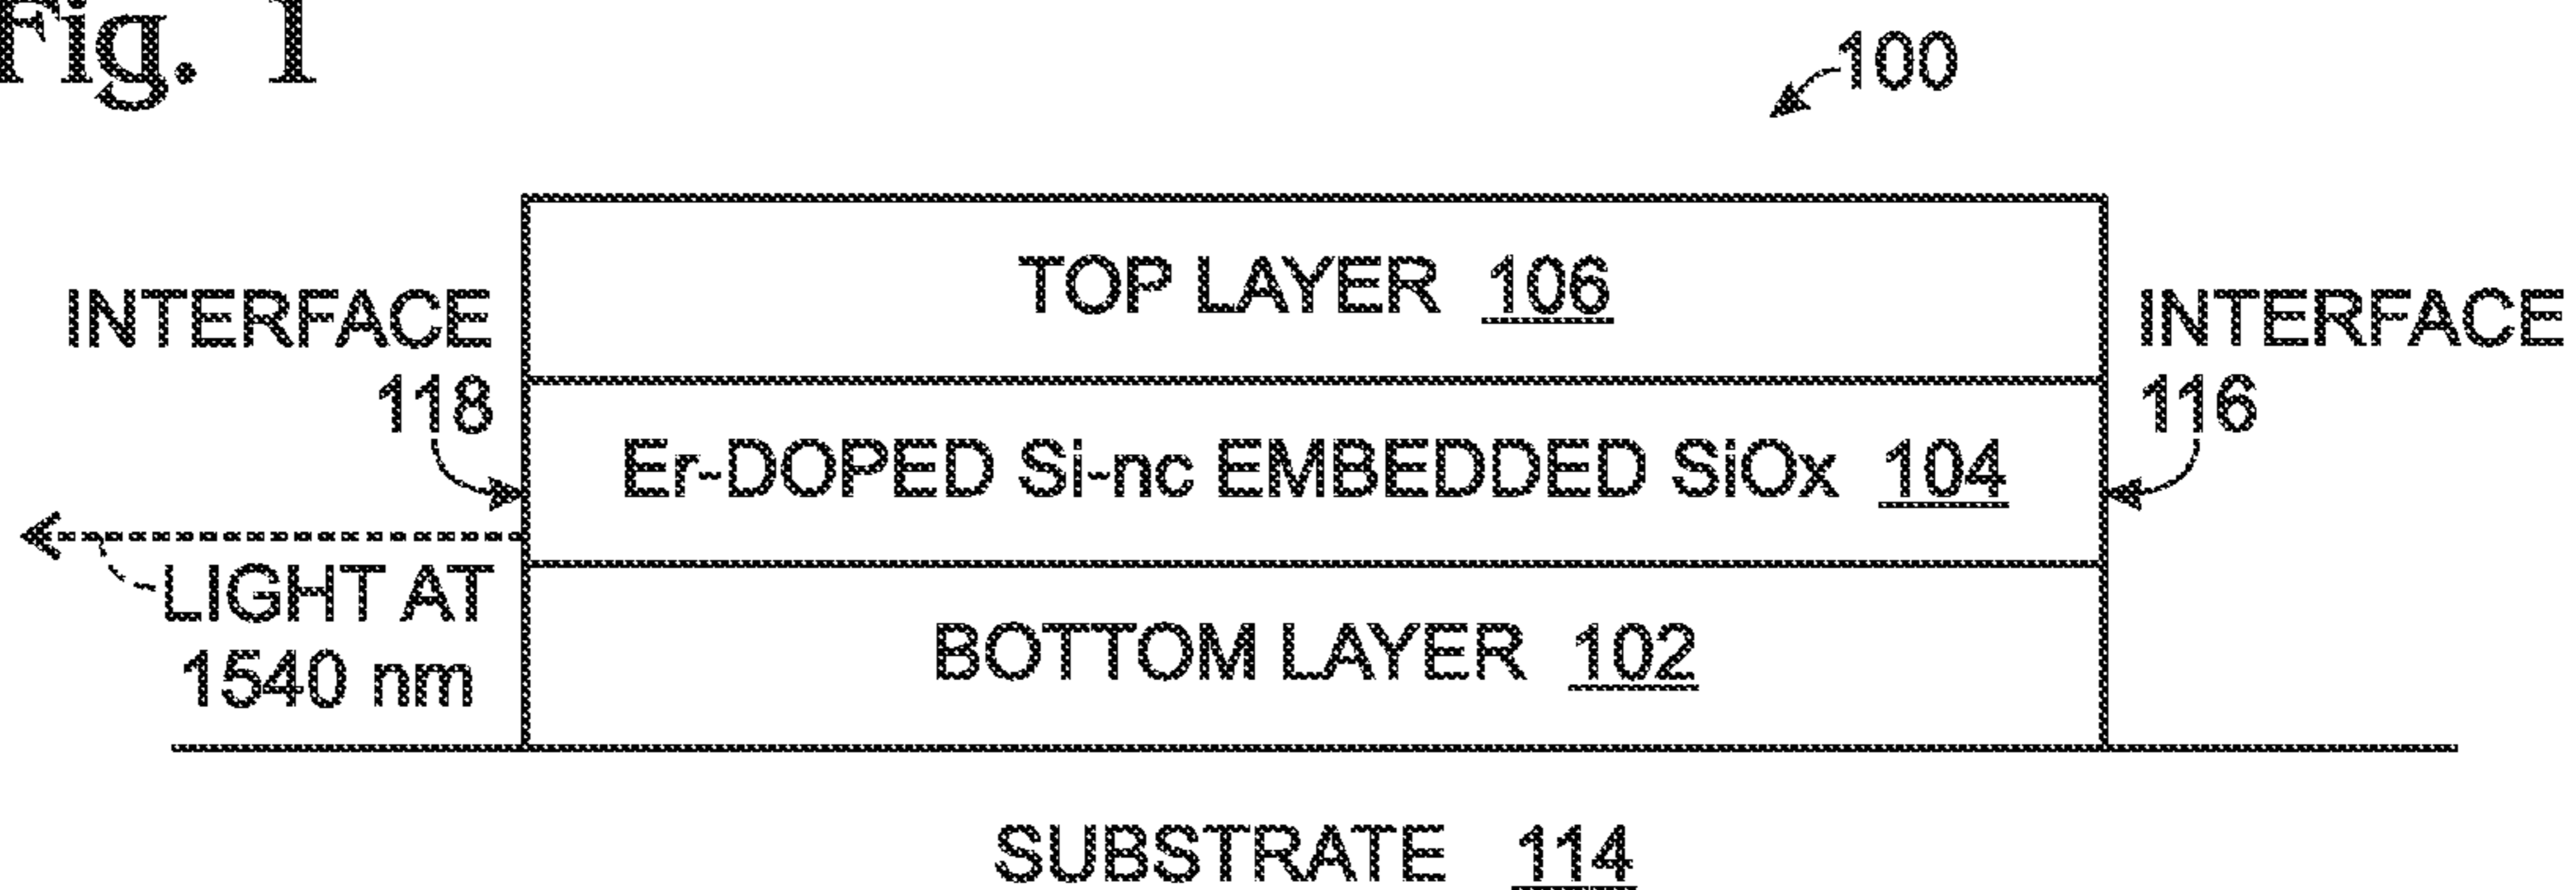 Fig. 1
100
TOP LAYER 106
INTERFACE
118
INTERFACE
116
Er-DOPED Si-nc EMBEDDED SiOx 104
LIGHT AT
1540 nm
BOTTOM LAYER 102
SUBSTRATE 114